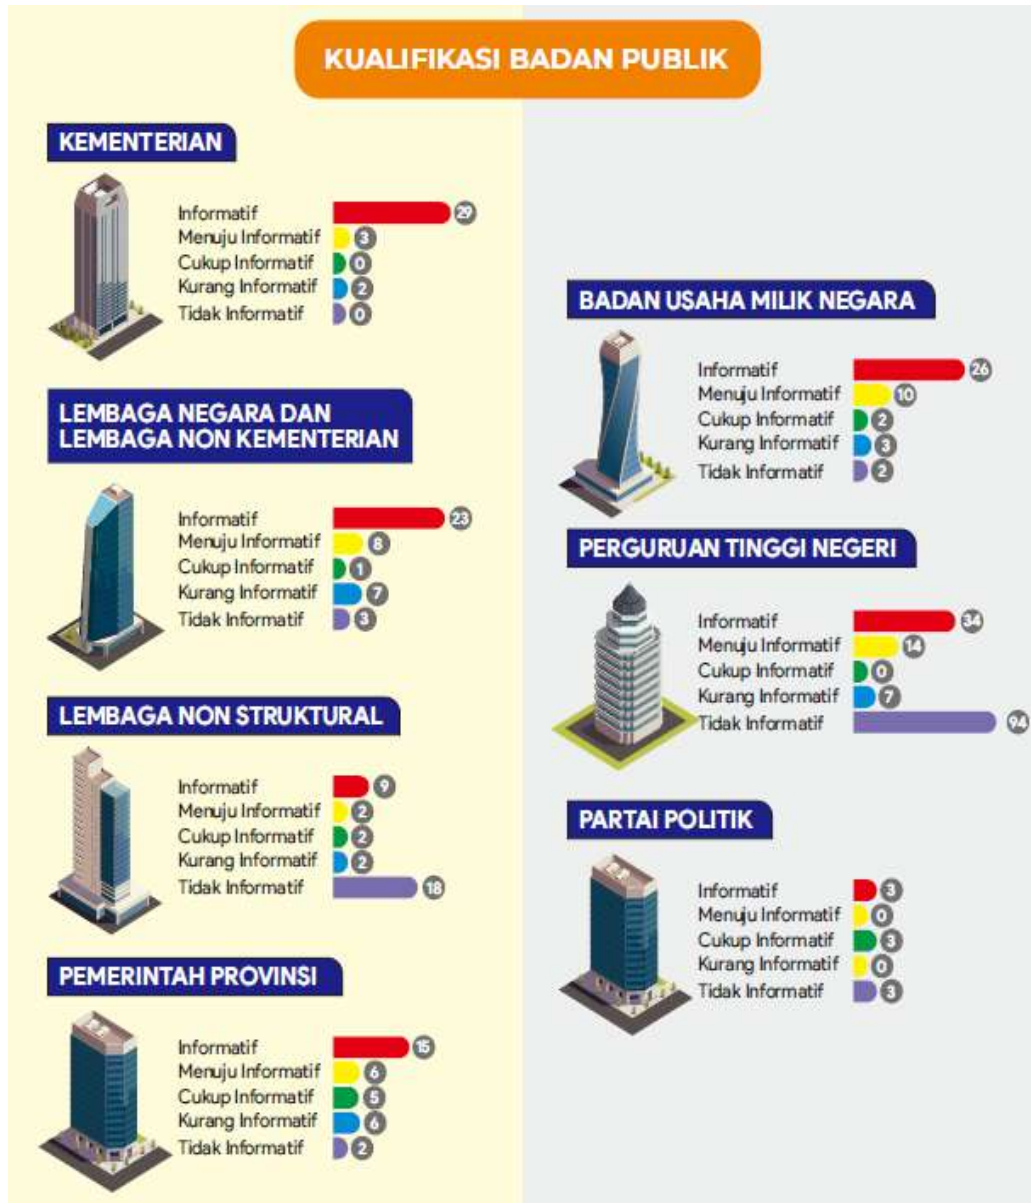 KUALIFIKASI BADAN PUBLIK
KEMENTERIAN
Informatif 29
Menuju Informatif 3
Cukup Informatif 0
Kurang Informatif 2
Tidak Informatif 0
LEMBAGA NEGARA DAN
LEMBAGA NON KEMENTERIAN
Informatif 23
Menuju Informatif 8
Cukup Informatif 1
Kurang Informatif 7
Tidak Informatif 3
LEMBAGA NON STRUKTURAL
Informatif 9
Menuju Informatif 2
Cukup Informatif 2
Kurang Informatif 2
Tidak Informatif 18
PEMERINTAH PROVINSI
Informatif 15
Menuju Informatif 6
Cukup Informatif 5
Kurang Informatif 6
Tidak Informatif 2
BADAN USAHA MILIK NEGARA
Informatif 26
Menuju Informatif 10
Cukup Informatif 2
Kurang Informatif 3
Tidak Informatif 2
PERGURUAN TINGGI NEGERI
Informatif 34
Menuju Informatif 14
Cukup Informatif 0
Kurang Informatif 7
Tidak Informatif 94
PARTAI POLITIK
Informatif 3
Menuju Informatif 0
Cukup Informatif 3
Kurang Informatif 0
Tidak Informatif 3